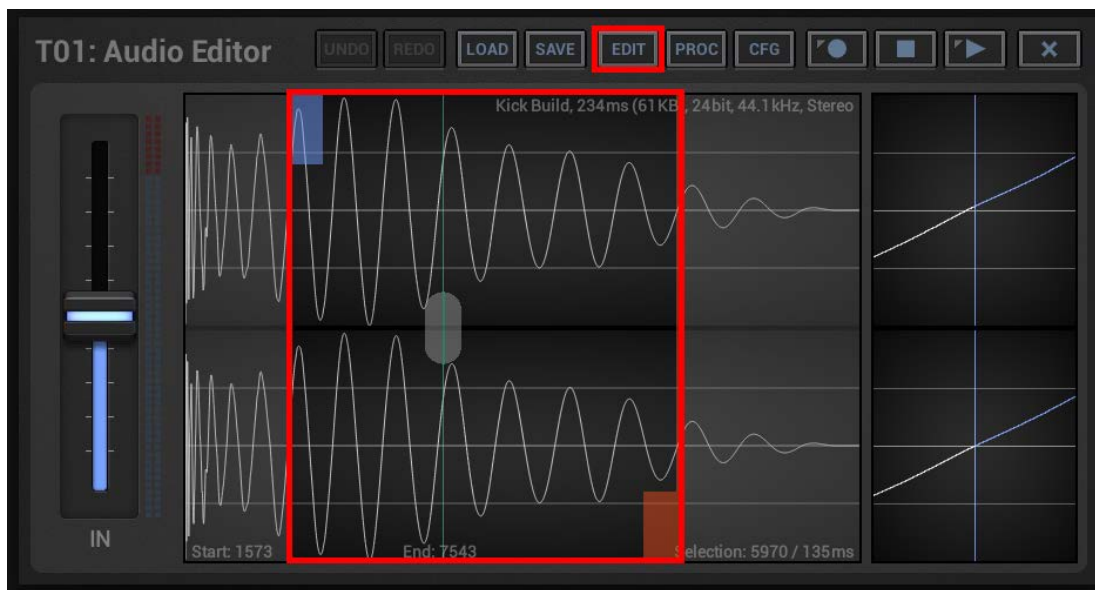 T01: Audio Editor
UNDO REDO LOAD SAVE EDIT PROC CFG
Kick Build, 234ms (61KB), 24bit, 44.1kHz, Stereo
IN
Start: 1573 End: 7543 Selection: 5970 / 135ms